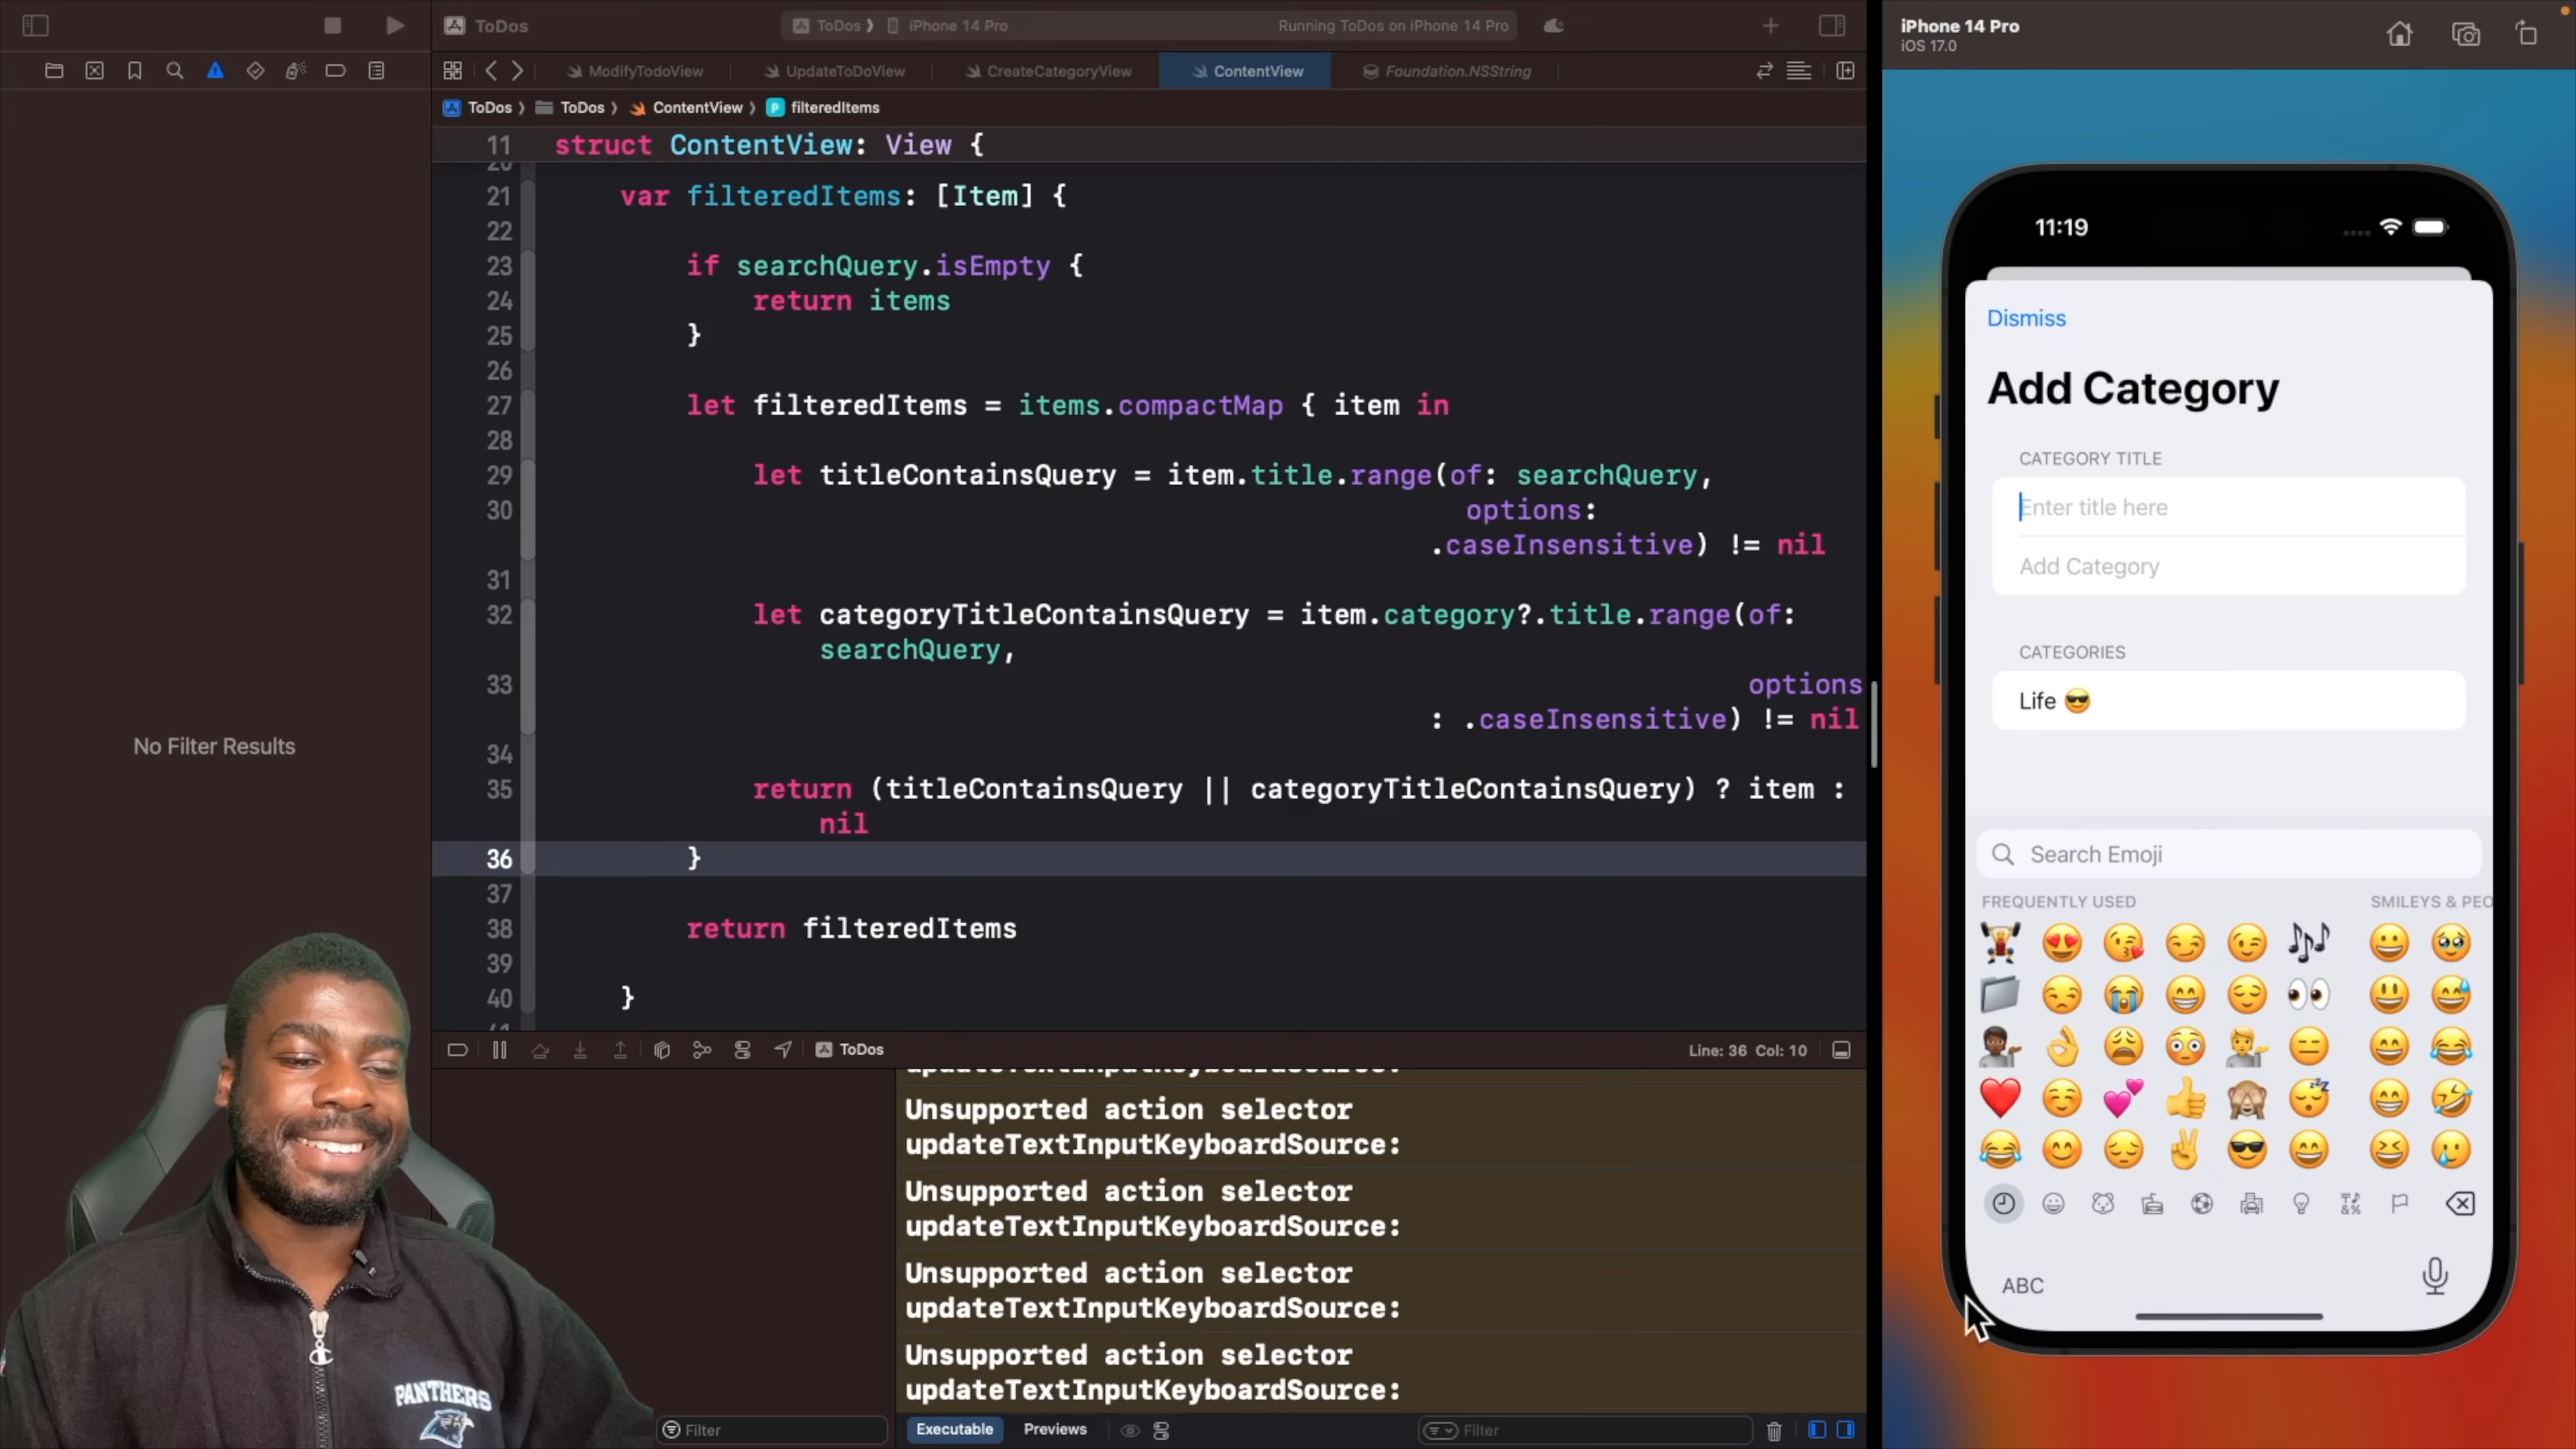 ToDos
ToDos ❯ iPhone 14 Pro
Running ToDos on iPhone 14 Pro
ModifyTodoView
UpdateToDoView
CreateCategoryView
ContentView
Foundation.NSString
ToDos ❯ ToDos ❯ ContentView ❯ P filteredItems
11 struct ContentView: View {
20
21 var filteredItems: [Item] {
22
23 if searchQuery.isEmpty {
24 return items
25 }
26
27 let filteredItems = items.compactMap { item in
28
29 let titleContainsQuery = item.title.range(of: searchQuery,
30 options:
.caseInsensitive) != nil
31
32 let categoryTitleContainsQuery = item.category?.title.range(of:
searchQuery,
33 options
: .caseInsensitive) != nil
34
35 return (titleContainsQuery || categoryTitleContainsQuery) ? item :
nil
36 }
37
38 return filteredItems
39
40 }
41
No Filter Results
ToDos
Line: 36 Col: 10
updateTextInputKeyboardSource:
Unsupported action selector
updateTextInputKeyboardSource:
Unsupported action selector
updateTextInputKeyboardSource:
Unsupported action selector
updateTextInputKeyboardSource:
Unsupported action selector
updateTextInputKeyboardSource:
Filter
Executable
Previews
Filter
PANTHERS
iPhone 14 Pro
iOS 17.0
11:19
Dismiss
Add Category
CATEGORY TITLE
Enter title here
Add Category
CATEGORIES
Life 😎
Search Emoji
FREQUENTLY USED
SMILEYS & PEO
ABC